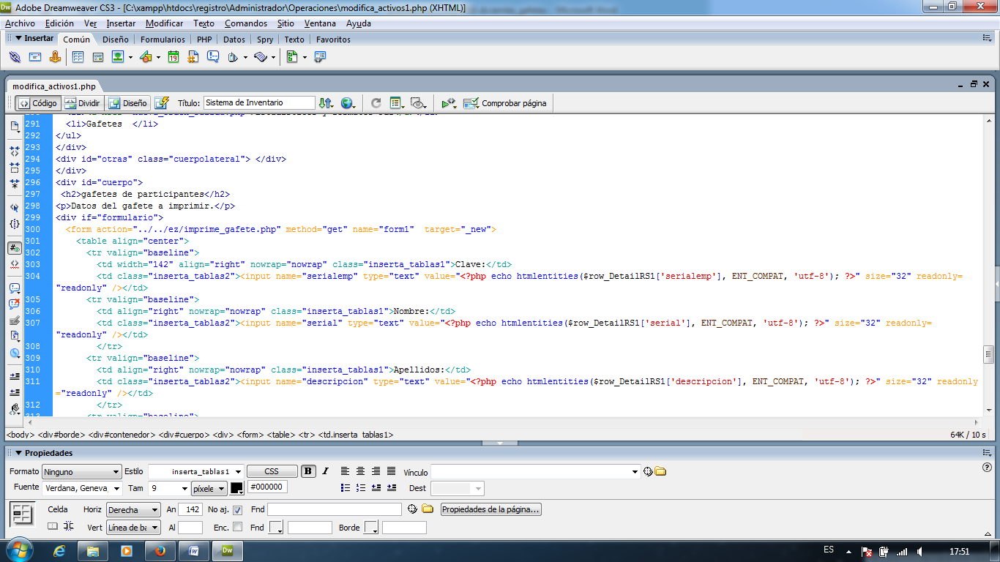 Adobe Dreamweaver CS3 - [C:\xampp\htdocs\registro\Administrador\Operaciones\modifica_activos1.php (XHTML)]
Archivo Edición Ver Insertar Modificar Texto Comandos Sitio Ventana Ayuda
Insertar Común Diseño Formularios PHP Datos Spry Texto Favoritos
modifica_activos1.php
Código Dividir Diseño Título: Sistema de Inventario Comprobar página
291 <li>Gafetes </li>
292 </ul>
293 </div>
294 <div id="otras" class="cuerpolateral"> </div>
295 </div>
296 <div id="cuerpo">
297 <h2>gafetes de participantes</h2>
298 <p>Datos del gafete a imprimir.</p>
299 <div if="formulario">
300 <form action="../../ez/imprime_gafete.php" method="get" name="form1" target="_new">
301 <table align="center">
302 <tr valign="baseline">
303 <td width="142" align="right" nowrap="nowrap" class="inserta_tablas1">Clave:</td>
304 <td class="inserta_tablas2"><input name="serialemp" type="text" value="<?php echo htmlentities($row_DetailRS1['serialemp'], ENT_COMPAT, 'utf-8'); ?>" size="32" readonly=
"readonly" /></td>
305 <tr valign="baseline">
306 <td align="right" nowrap="nowrap" class="inserta_tablas1">Nombre:</td>
307 <td class="inserta_tablas2"><input name="serial" type="text" value="<?php echo htmlentities($row_DetailRS1['serial'], ENT_COMPAT, 'utf-8'); ?>" size="32" readonly=
"readonly" /></td>
308 </tr>
309 <tr valign="baseline">
310 <td align="right" nowrap="nowrap" class="inserta_tablas1">Apellidos:</td>
311 <td class="inserta_tablas2"><input name="descripcion" type="text" value="<?php echo htmlentities($row_DetailRS1['descripcion'], ENT_COMPAT, 'utf-8'); ?>" size="32" readonly
="readonly" /></td>
312 </tr>
313 <tr valign="baseline">
<body> <div#borde> <div#contenedor> <div#cuerpo> <div> <form> <table> <tr> <td.inserta_tablas1> 64K / 10 s
Propiedades
Formato Ninguno Estilo inserta_tablas1 CSS B I Vínculo
Fuente Verdana, Geneva, Tam 9 píxele #000000 Dest
Celda Horiz Derecha An 142 No aj. Fnd Propiedades de la página...
Vert Línea de ba Al Enc. Fnd Borde
ES 17:51